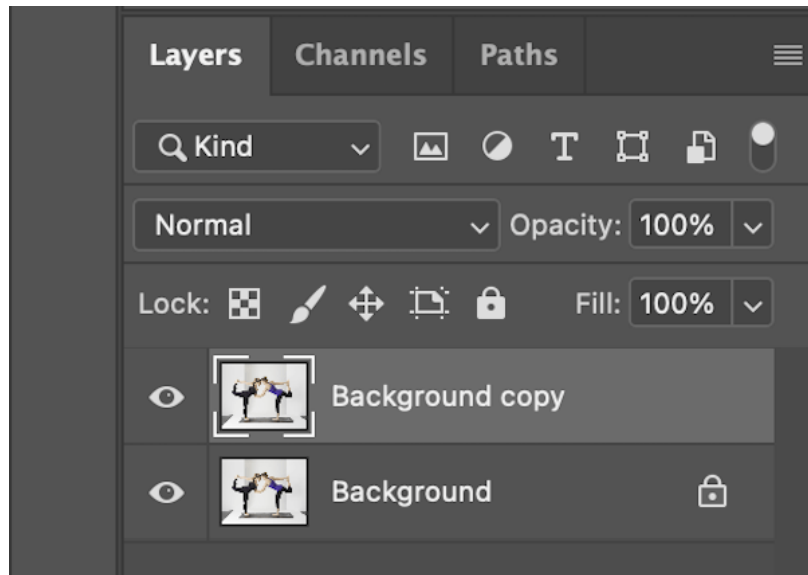 Layers Channels Paths
Kind
Normal Opacity: 100%
Lock: Fill: 100%
Background copy
Background